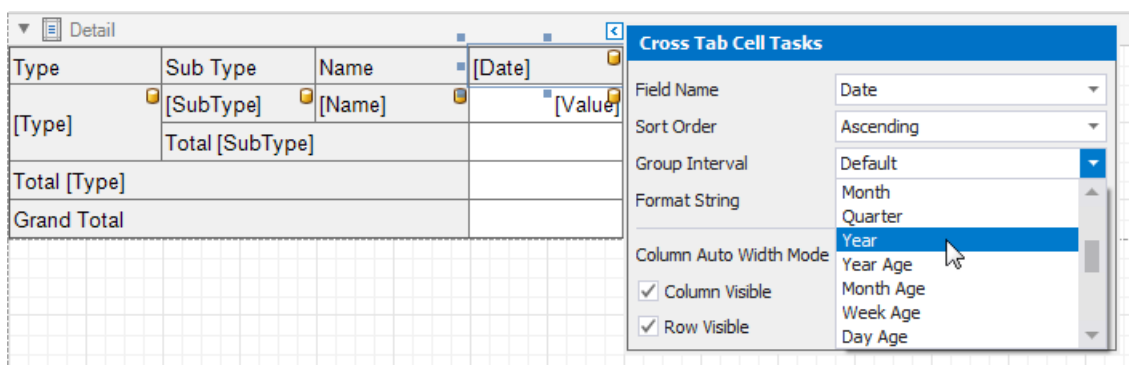 Detail
Type Sub Type Name [Date]
[Type] [SubType] [Name] [Value]
Total [SubType]
Total [Type]
Grand Total
Cross Tab Cell Tasks
Field Name Date
Sort Order Ascending
Group Interval Default
Format String
Column Auto Width Mode
Column Visible
Row Visible
Month
Quarter
Year
Year Age
Month Age
Week Age
Day Age